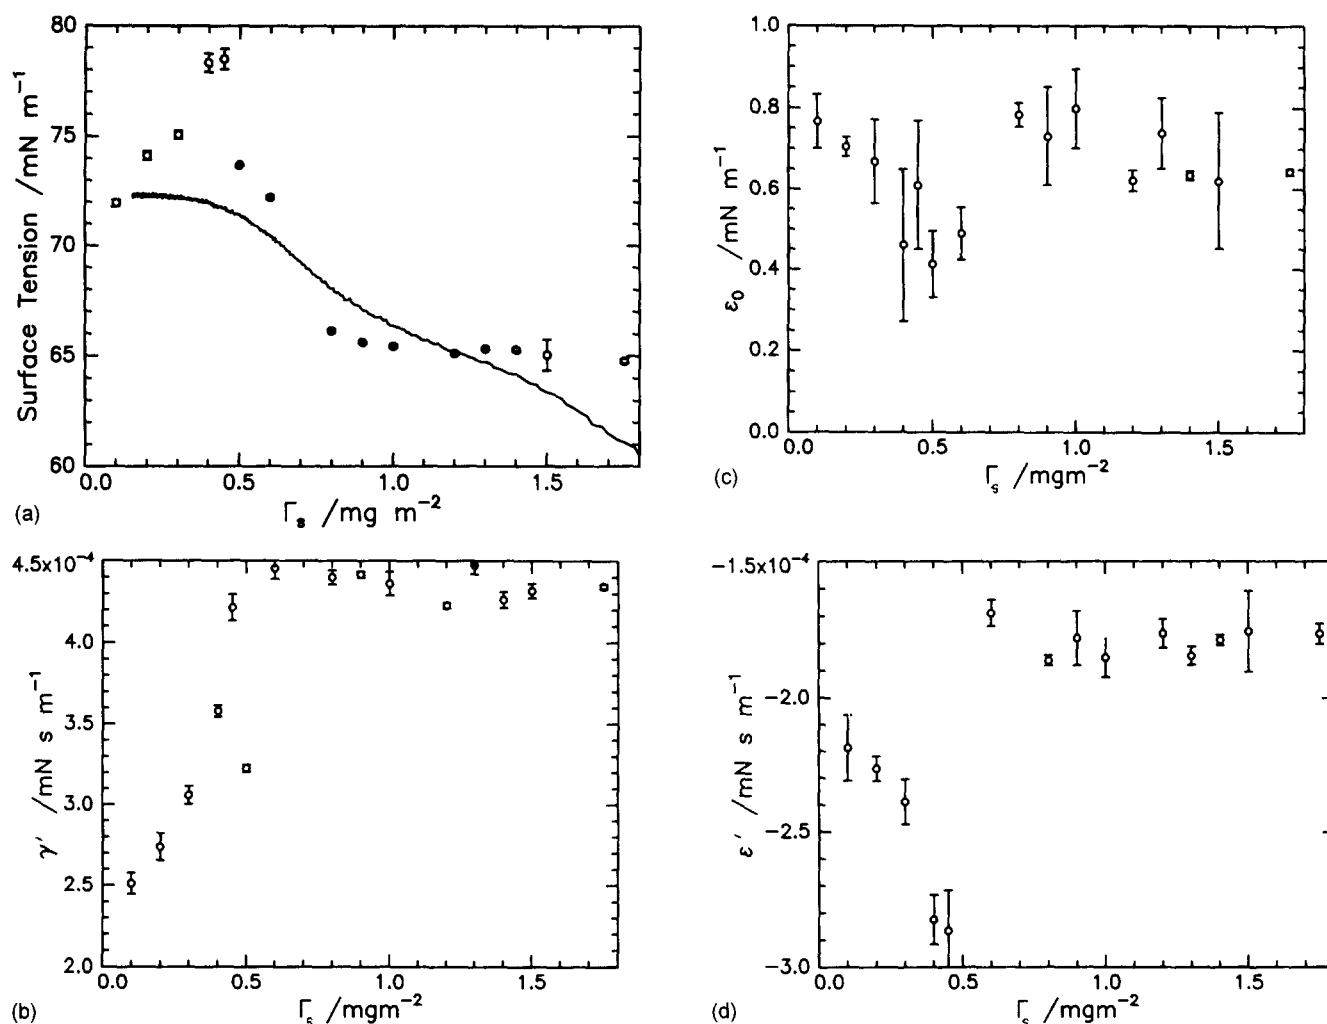 80
75
70
65
60
Surface Tension /mN m⁻¹
0.0 0.5 1.0 1.5
(a) Γₛ /mg m⁻²
1.0
0.8
0.6
0.4
0.2
0.0
ε₀ /mN m⁻¹
0.0 0.5 1.0 1.5
(c) Γₛ /mgm⁻²
4.5x10⁻⁴
4.0
3.5
3.0
2.5
2.0
γ′ /mN s m⁻¹
0.0 0.5 1.0 1.5
(b) Γₛ /mgm⁻²
−1.5x10⁻⁴
−2.0
−2.5
−3.0
ε′ /mN s m⁻¹
0.0 0.5 1.0 1.5
(d) Γₛ /mgm⁻²